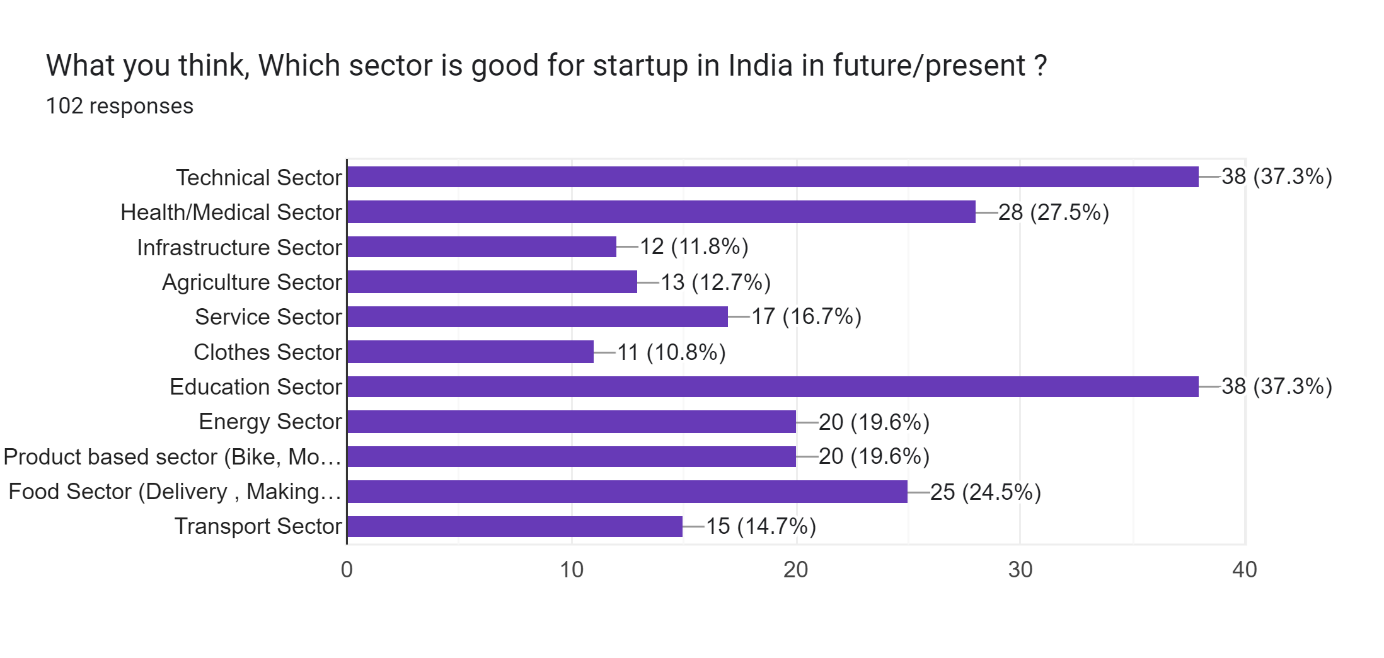 What you think, Which sector is good for startup in India in future/present ?
102 responses
Technical Sector 38 (37.3%)
Health/Medical Sector 28 (27.5%)
Infrastructure Sector 12 (11.8%)
Agriculture Sector 13 (12.7%)
Service Sector 17 (16.7%)
Clothes Sector 11 (10.8%)
Education Sector 38 (37.3%)
Energy Sector 20 (19.6%)
Product based sector (Bike, Mo… 20 (19.6%)
Food Sector (Delivery , Making… 25 (24.5%)
Transport Sector 15 (14.7%)
0 10 20 30 40